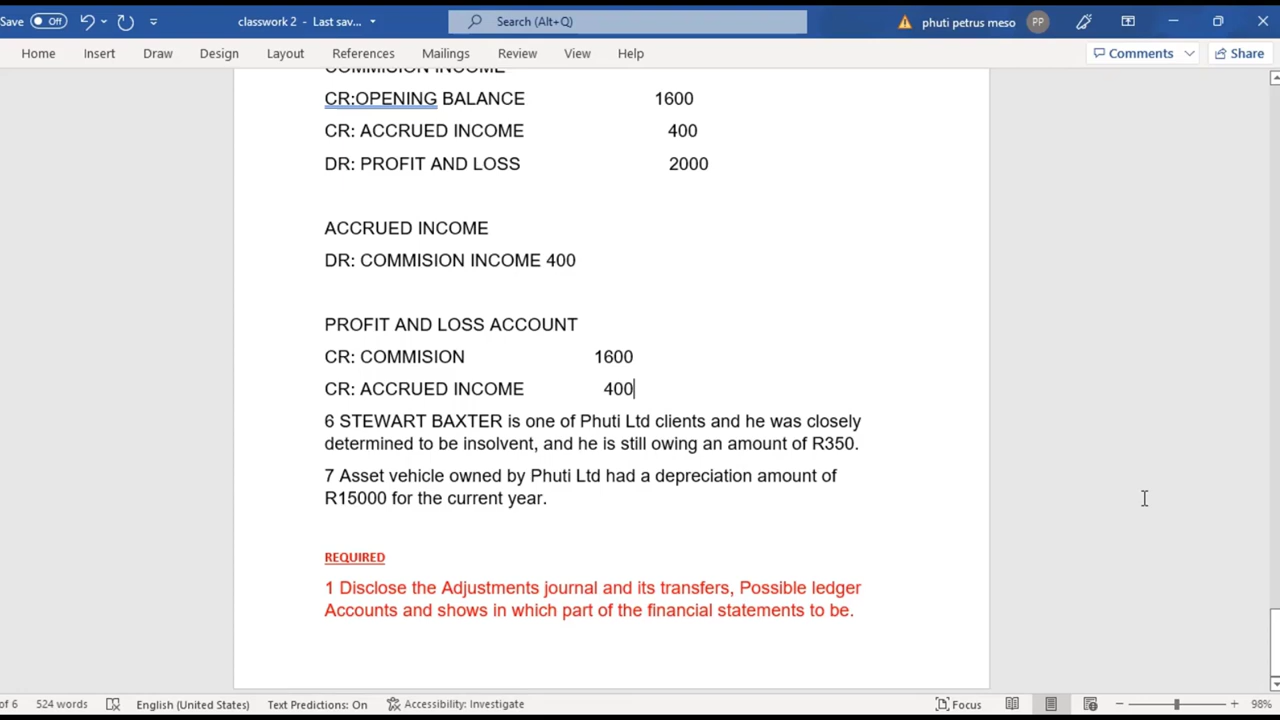 Save Off classwork 2 - Last sav... Search (Alt+Q) phuti petrus meso PP
Home Insert Draw Design Layout References Mailings Review View Help Comments Share
COMMISION INCOME
CR:OPENING BALANCE 1600
CR: ACCRUED INCOME 400
DR: PROFIT AND LOSS 2000
ACCRUED INCOME
DR: COMMISION INCOME 400
PROFIT AND LOSS ACCOUNT
CR: COMMISION 1600
CR: ACCRUED INCOME 400
6 STEWART BAXTER is one of Phuti Ltd clients and he was closely
determined to be insolvent, and he is still owing an amount of R350.
7 Asset vehicle owned by Phuti Ltd had a depreciation amount of
R15000 for the current year.
REQUIRED
1 Disclose the Adjustments journal and its transfers, Possible ledger
Accounts and shows in which part of the financial statements to be.
of 6 524 words English (United States) Text Predictions: On Accessibility: Investigate Focus 98%